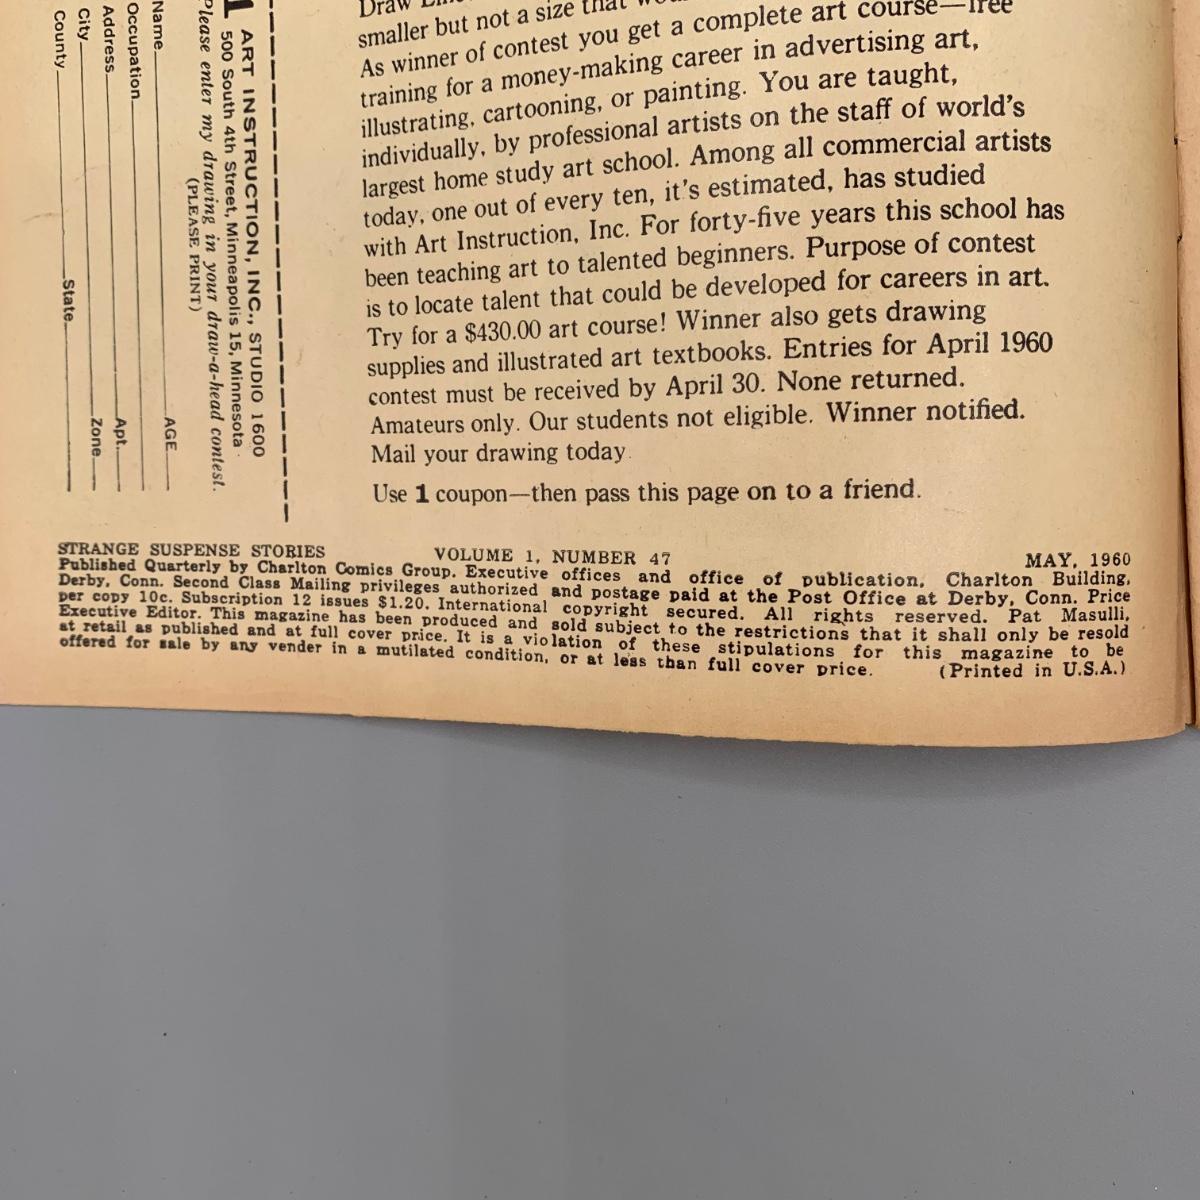 smaller but not a size that
As winner of contest you get a complete art course—free
training for a money-making career in advertising art,
illustrating, cartooning, or painting. You are taught,
individually, by professional artists on the staff of world's
largest home study art school. Among all commercial artists
today, one out of every ten, it's estimated, has studied
with Art Instruction, Inc. For forty-five years this school has
been teaching art to talented beginners. Purpose of contest
is to locate talent that could be developed for careers in art.
Try for a $430.00 art course! Winner also gets drawing
supplies and illustrated art textbooks. Entries for April 1960
contest must be received by April 30. None returned.
Amateurs only. Our students not eligible. Winner notified.
Mail your drawing today
Use 1 coupon—then pass this page on to a friend.
1
ART INSTRUCTION, INC., STUDIO 1600
500 South 4th Street, Minneapolis 15, Minnesota
Please enter my drawing in your draw-a-head contest.
(PLEASE PRINT)
Name AGE
Occupation
Address Apt.
City Zone
County State
STRANGE SUSPENSE STORIES VOLUME 1, NUMBER 47 MAY, 1960
Published Quarterly by Charlton Comics Group. Executive offices and office of publication, Charlton Building,
Derby, Conn. Second Class Mailing privileges authorized and postage paid at the Post Office at Derby, Conn. Price
per copy 10c. Subscription 12 issues $1.20. International copyright secured. All rights reserved. Pat Masulli,
Executive Editor. This magazine has been produced and sold subject to the restrictions that it shall only be resold
at retail as published and at full cover price. It is a violation of these stipulations for this magazine to be
offered for sale by any vender in a mutilated condition, or at less than full cover price. (Printed in U.S.A.)